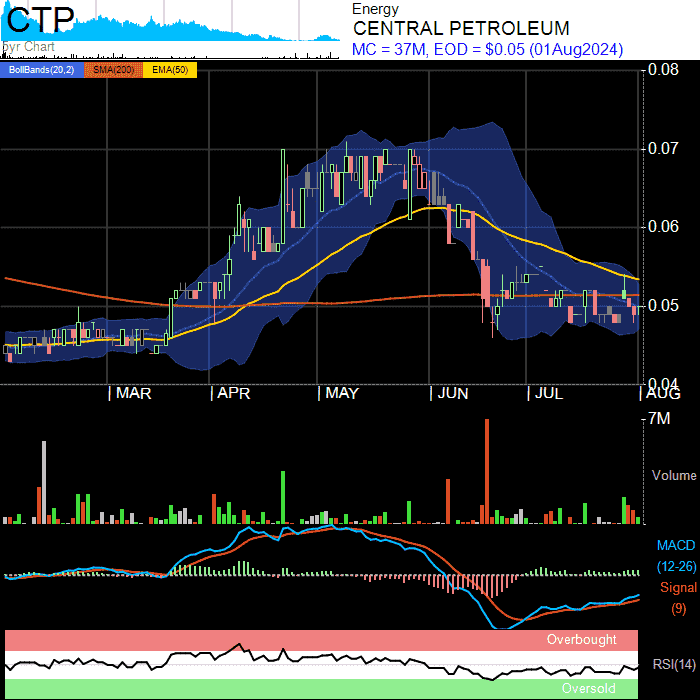 CTP
5yr Chart
Energy
CENTRAL PETROLEUM
MC = 37M, EOD = $0.05 (01Aug2024)
BollBands(20,2) SMA(200) EMA(50)
0.08
0.07
0.06
0.05
0.04
MAR APR MAY JUN JUL AUG
7M
Volume
MACD
(12-26)
Signal
(9)
Overbought
RSI(14)
Oversold